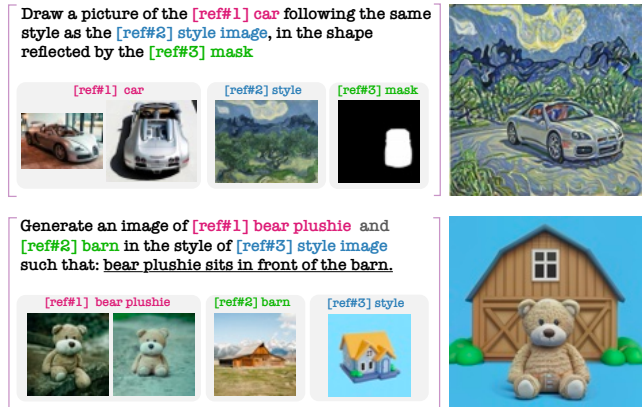 Draw a picture of the [ref#1] car following the same
style as the [ref#2] style image, in the shape
reflected by the [ref#3] mask
[ref#1] car
[ref#2] style
[ref#3] mask
Generate an image of [ref#1] bear plushie and
[ref#2] barn in the style of [ref#3] style image
such that: bear plushie sits in front of the barn.
[ref#1] bear plushie
[ref#2] barn
[ref#3] style